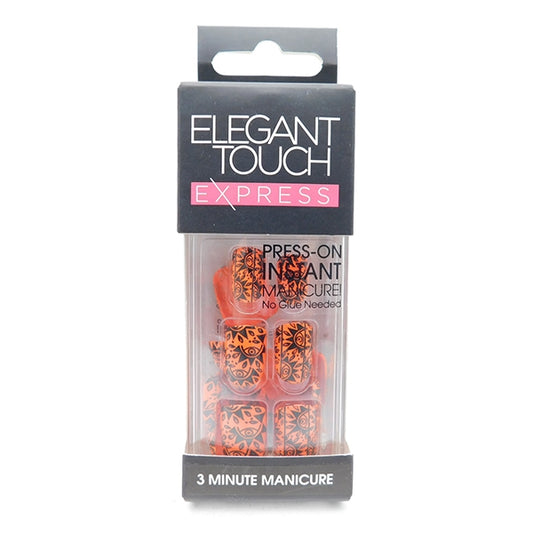 ELEGANT
TOUCH
EXPRESS
PRESS-ON
INSTANT
MANICURE!
No Glue Needed
3 MINUTE MANICURE